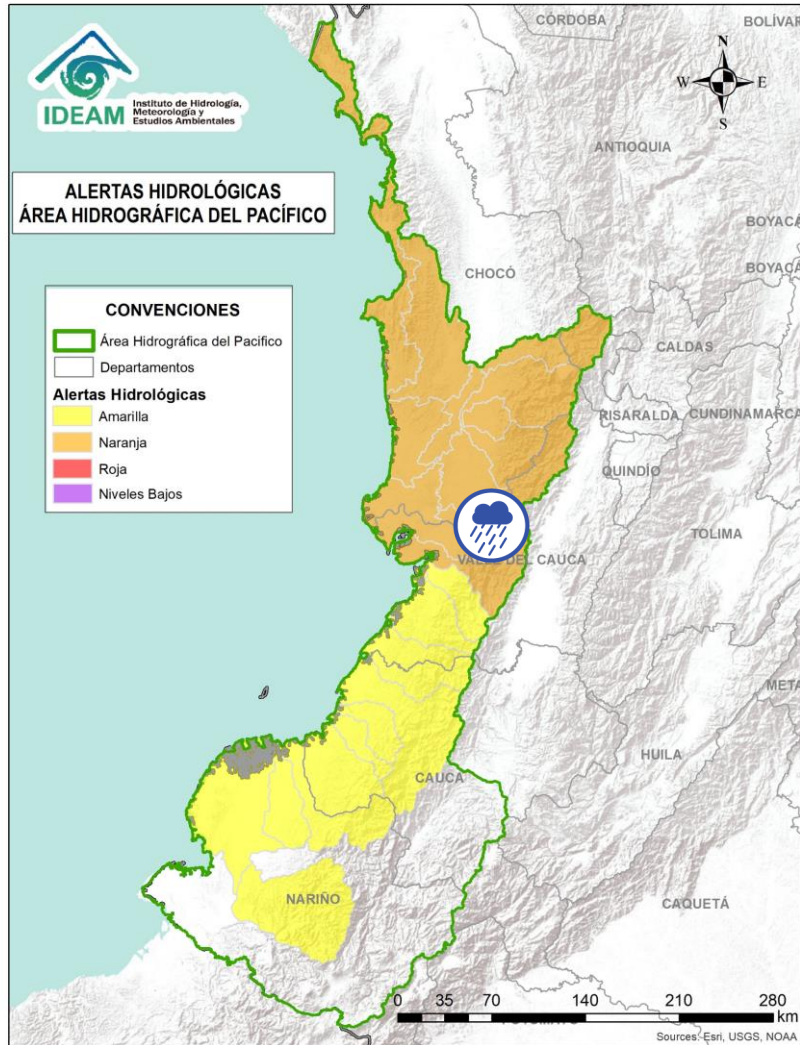 IDEAM
Instituto de Hidrología,
Meteorología y
Estudios Ambientales
ALERTAS HIDROLÓGICAS
ÁREA HIDROGRÁFICA DEL PACÍFICO
CONVENCIONES
Área Hidrográfica del Pacifico
Departamentos
Alertas Hidrológicas
Amarilla
Naranja
Roja
Niveles Bajos
N
W
E
S
CÓRDOBA
BOLÍVAR
ANTIOQUIA
BOYACÁ
BOYACÁ
CHOCÓ
CALDAS
RISARALDA
CUNDINAMARCA
QUINDÍO
TOLIMA
DEL CAUCA
META
HUILA
CAUCA
NARIÑO
CAQUETÁ
0 35 70 140 210 280
km
Sources: Esri, USGS, NOAA